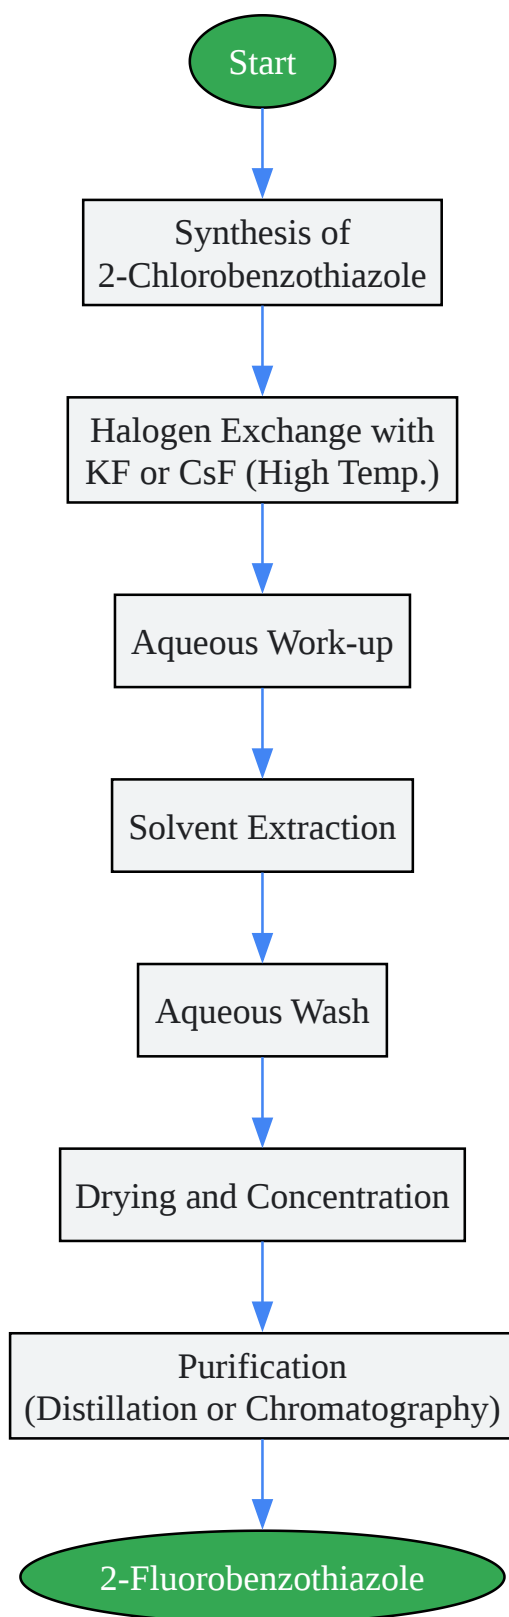 Start
Synthesis of
2-Chlorobenzothiazole
Halogen Exchange with
KF or CsF (High Temp.)
Aqueous Work-up
Solvent Extraction
Aqueous Wash
Drying and Concentration
Purification
(Distillation or Chromatography)
2-Fluorobenzothiazole